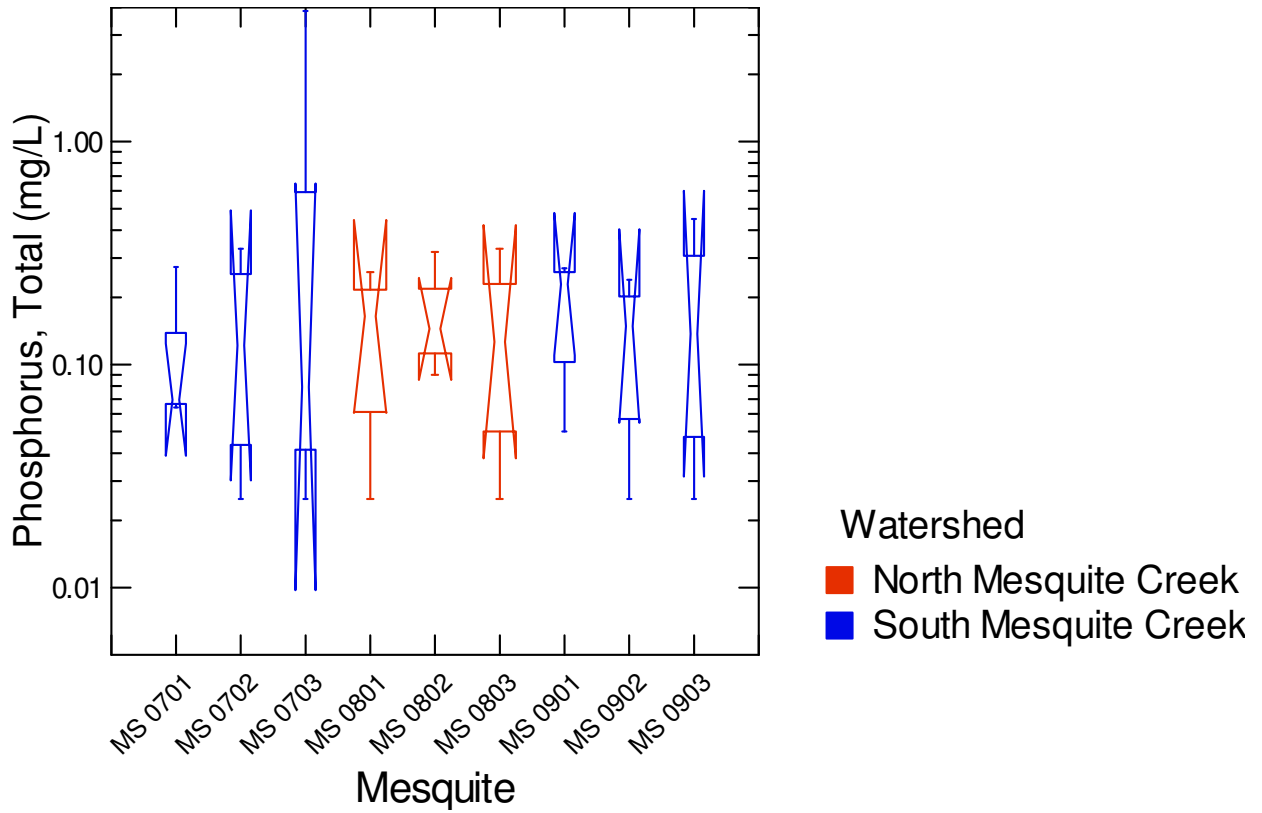 Phosphorus, Total (mg/L)
1.00
0.10
0.01
MS 0701
MS 0702
MS 0703
MS 0801
MS 0802
MS 0803
MS 0901
MS 0902
MS 0903
Mesquite
Watershed
North Mesquite Creek
South Mesquite Creek